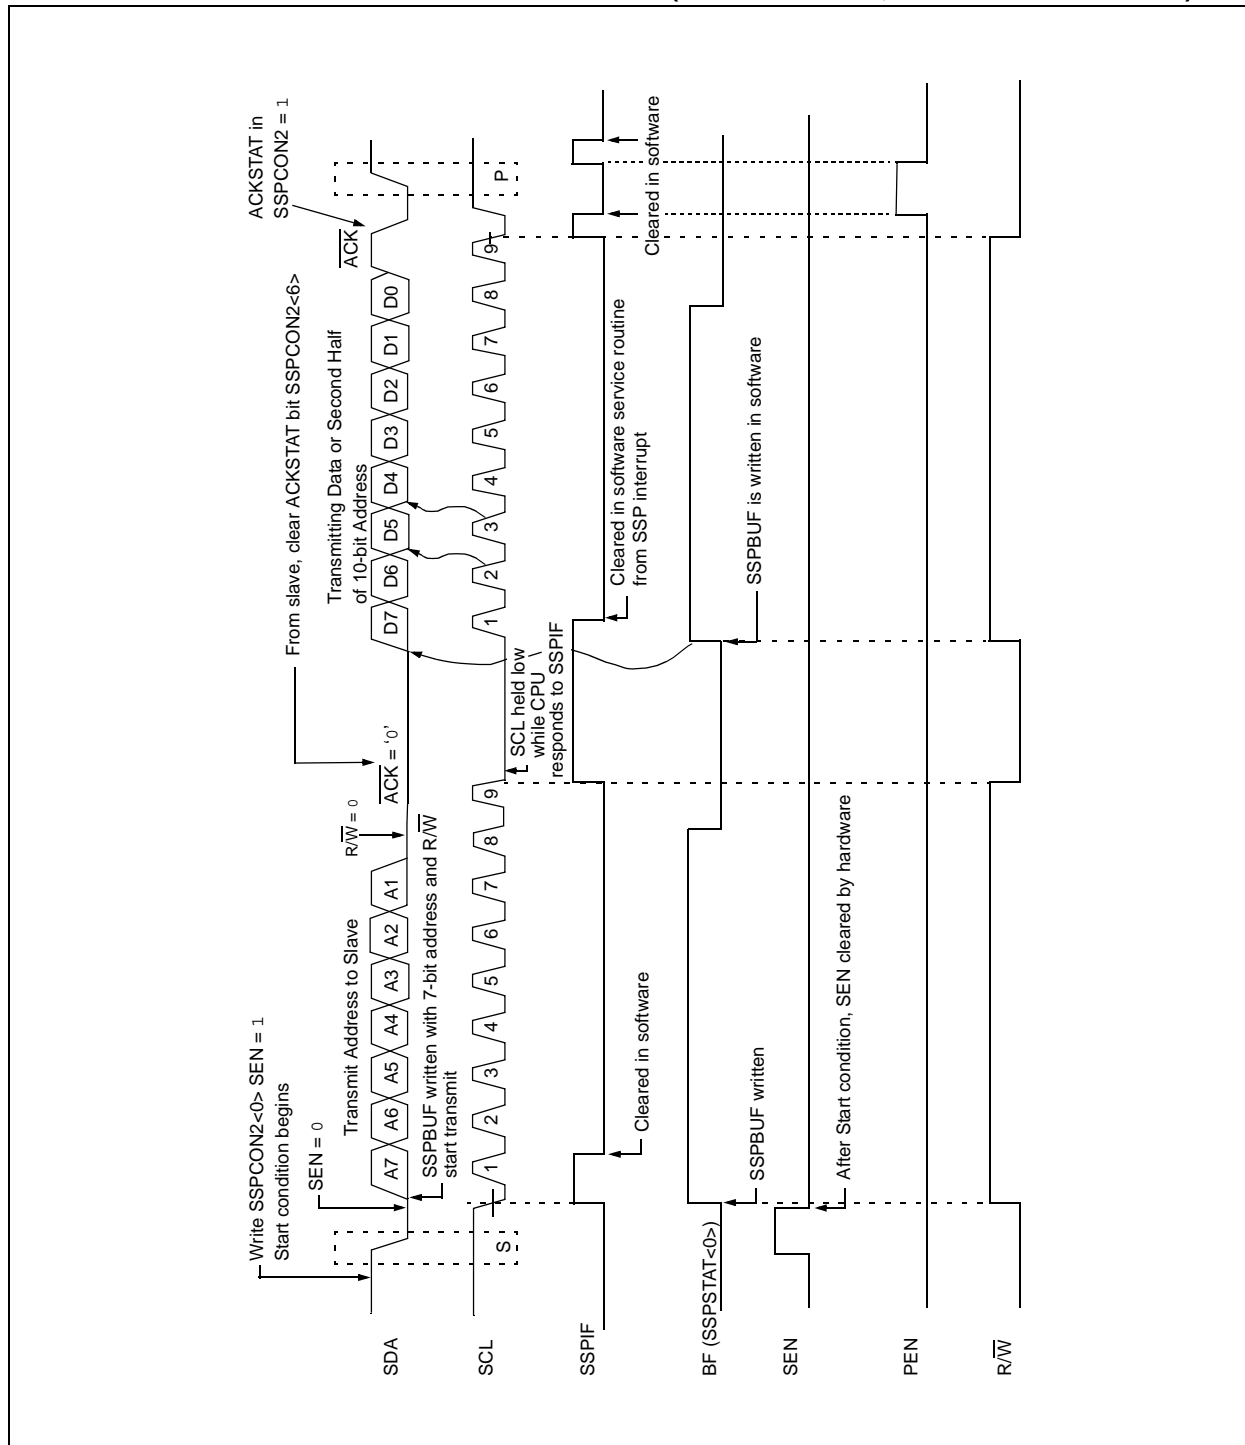 Write SSPCON2<0> SEN = 1
Start condition begins
SEN = 0
Transmit Address to Slave
R/W = 0
From slave, clear ACKSTAT bit SSPCON2<6>
ACK = ‘0’
Transmitting Data or Second Half
of 10-bit Address
ACK
ACKSTAT in
SSPCON2 = 1
SDA
A7 A6 A5 A4 A3 A2 A1
D7 D6 D5 D4 D3 D2 D1 D0
SSPBUF written with 7-bit address and R/W
start transmit
SCL
S
1 2 3 4 5 6 7 8 9
1 2 3 4 5 6 7 8 9
P
SCL held low
while CPU
responds to SSPIF
SSPIF
Cleared in software
Cleared in software service routine
from SSP interrupt
Cleared in software
BF (SSPSTAT<0>)
SSPBUF written
SSPBUF is written in software
SEN
After Start condition, SEN cleared by hardware
PEN
R/W